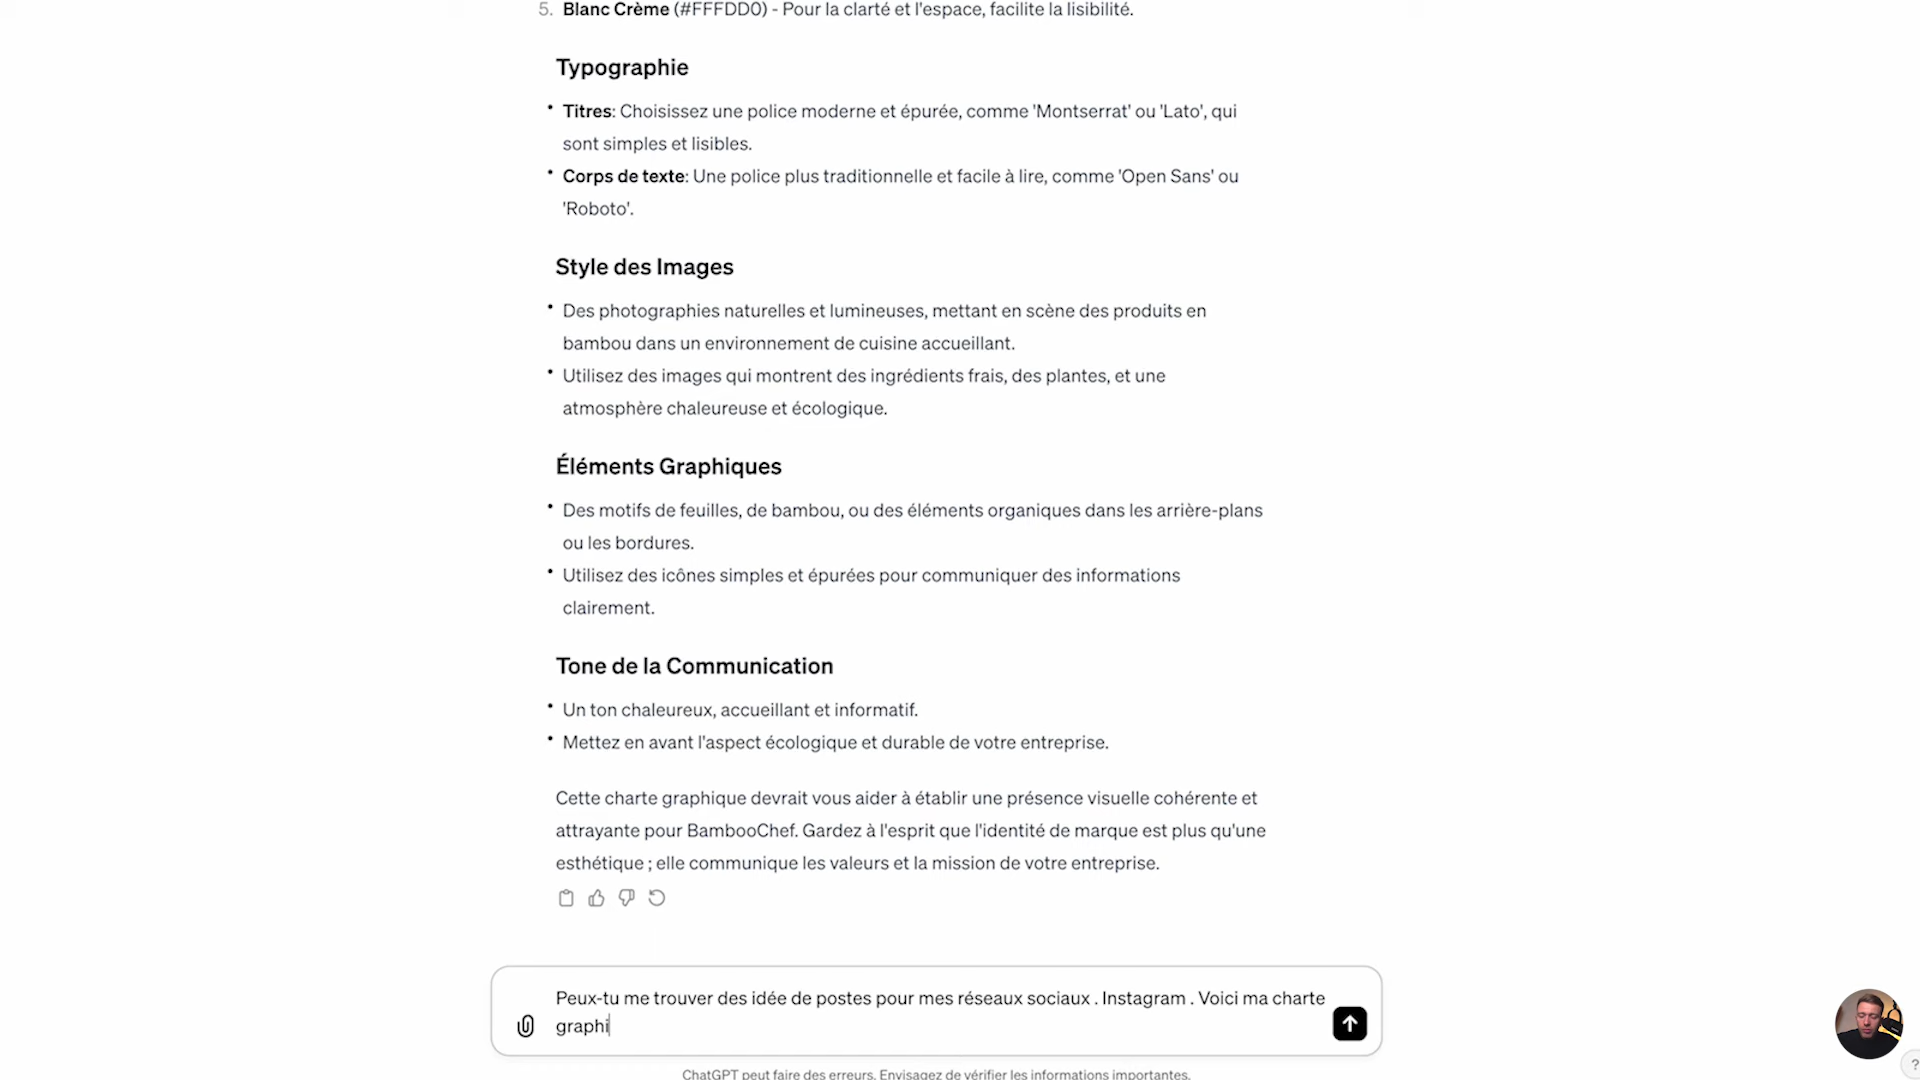 5. Blanc Crème (#FFFDD0) - Pour la clarté et l'espace, facilite la lisibilité.
Typographie
• Titres: Choisissez une police moderne et épurée, comme 'Montserrat' ou 'Lato', qui
sont simples et lisibles.
• Corps de texte: Une police plus traditionnelle et facile à lire, comme 'Open Sans' ou
'Roboto'.
Style des Images
• Des photographies naturelles et lumineuses, mettant en scène des produits en
bambou dans un environnement de cuisine accueillant.
• Utilisez des images qui montrent des ingrédients frais, des plantes, et une
atmosphère chaleureuse et écologique.
Éléments Graphiques
• Des motifs de feuilles, de bambou, ou des éléments organiques dans les arrière-plans
ou les bordures.
• Utilisez des icônes simples et épurées pour communiquer des informations
clairement.
Tone de la Communication
• Un ton chaleureux, accueillant et informatif.
• Mettez en avant l'aspect écologique et durable de votre entreprise.
Cette charte graphique devrait vous aider à établir une présence visuelle cohérente et
attrayante pour BambooChef. Gardez à l'esprit que l'identité de marque est plus qu'une
esthétique ; elle communique les valeurs et la mission de votre entreprise.
Peux-tu me trouver des idée de postes pour mes réseaux sociaux . Instagram . Voici ma charte
graphi
ChatGPT peut faire des erreurs. Envisagez de vérifier les informations importantes.
?